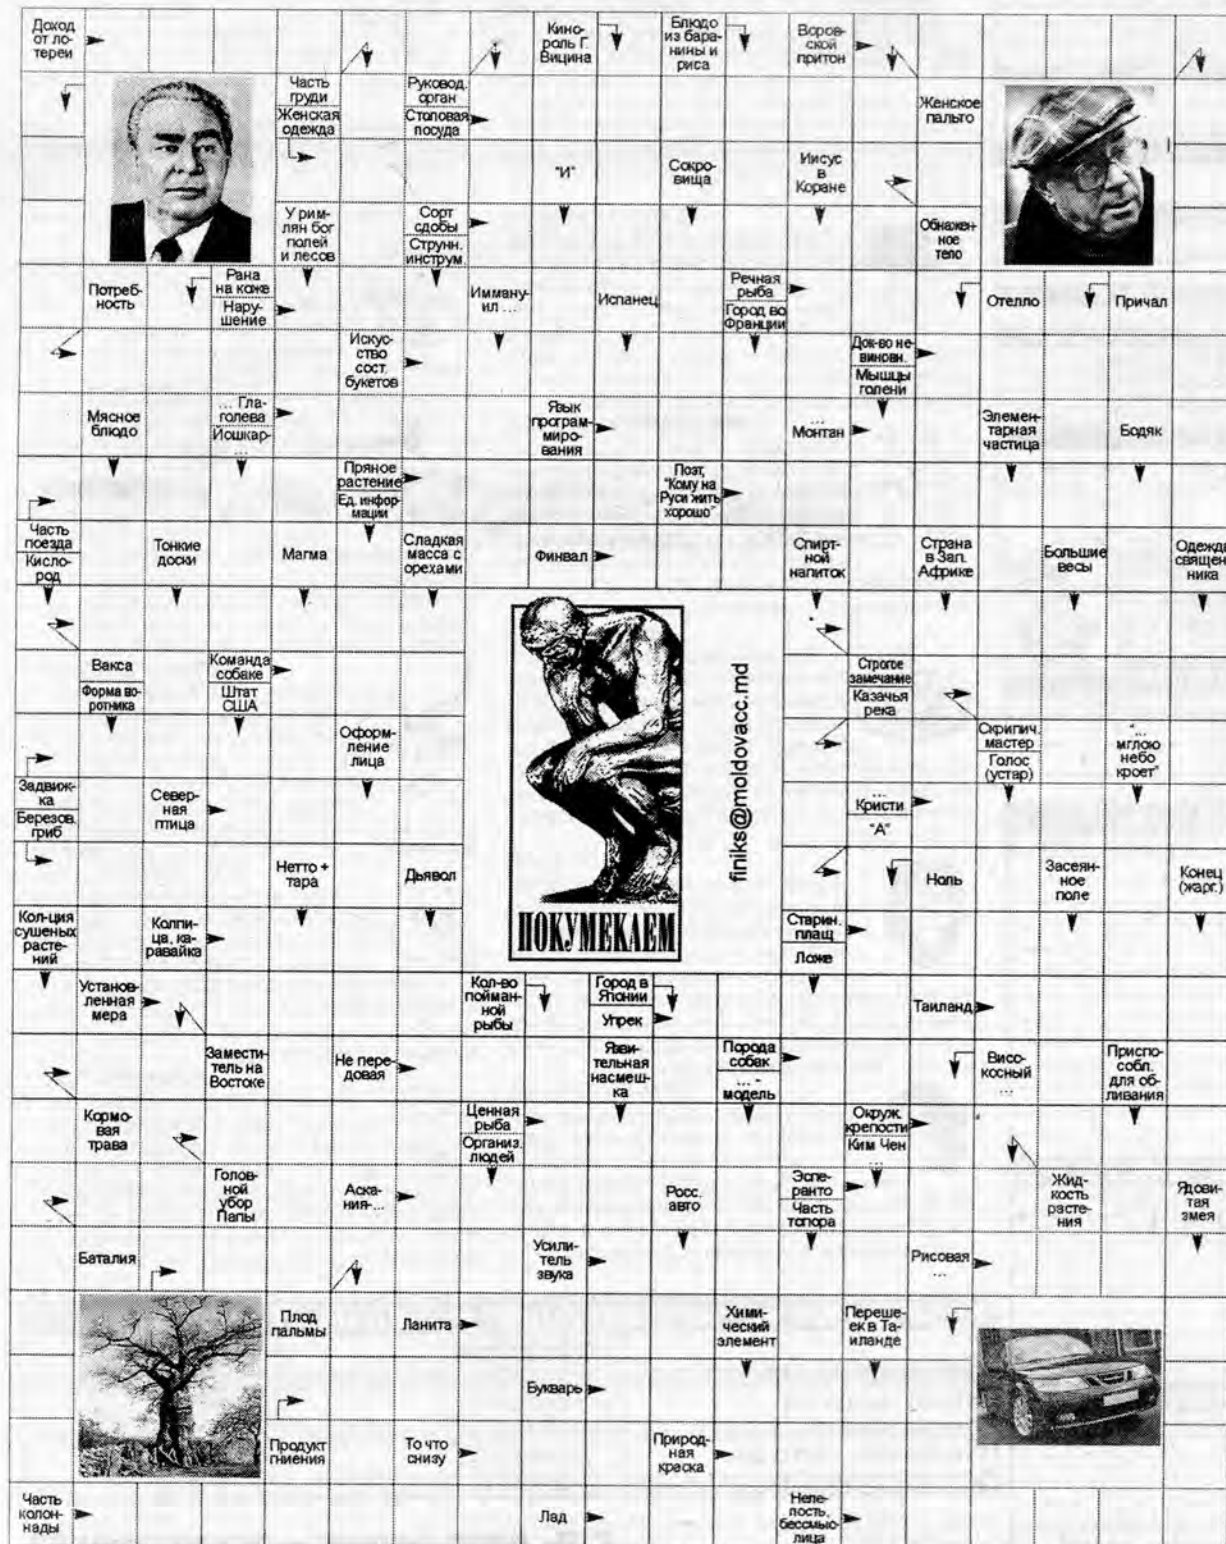 Доход
от ло-
тереи
Кино-
роль Г.
Вицина
Блюдо
из бара-
нины и
риса
Воров-
ской
притон
Часть
груди
Женская
одежда
Руковод.
орган
Столовая
посуда
Женское
пальто
"И"
Сокро-
вища
Иисус
в
Коране
У рим-
лян бог
полей
и лесов
Сорт
сдобы
Струнн.
инструм.
Обнажен-
ное
тело
Потреб-
ность
Рана
на коже
Нару-
шение
Имману-
ил ...
Испанец
Речная
рыба
Город во
Франции
Отелло
Причал
Искус-
ство
сост.
букетов
Док-во не-
виновн.
Мышцы
голени
Мясное
блюдо
... Гла-
голева
Йошкар-
...
Язык
програм-
миро-
вания
...
Монтан
Элемен-
тарная
частица
Бодяк
Пряное
растение
Ед. инфор-
мации
Поэт,
"Кому на
Руси жить
хорошо"
Часть
поезда
Кисло-
род
Тонкие
доски
Магма
Сладкая
масса с
орехами
Финвал
Спирт-
ной
напиток
Страна
в Зап.
Африке
Большие
весы
Одежда
священ-
ника
Вакса
Форма во-
ротника
Команда
собаке
Штат
США
Строгое
замечание
Казачья
река
Оформ-
ление
лица
Скрипич.
мастер
Голос
(устар)
"...
мглою
небо
кроет"
Задвиж-
ка
Березов.
гриб
Север-
ная
птица
...
Кристи
"А"
Нетто +
тара
Дьявол
Ноль
Засеян-
ное
поле
Конец
(жарг.)
finiks@moldovacc.md
ПОКУМЕКАЕМ
Кол-ция
сушеных
расте-
ний
Колпи-
ца, ка-
равайка
Старин.
плащ
Ложе
Установ-
ленная
мера
Кол-во
пойман-
ной
рыбы
Город в
Японии
Упрек
Таиланд
Замести-
тель на
Востоке
Не пере-
довая
Язви-
тельная
насмеш-
ка
Порода
собак
... -
модель
Висо-
косный
...
Приспо-
собл.
для об-
ливания
Кормо-
вая
трава
Ценная
рыба
Организ.
людей
Окруж.
крепости
Ким Чен
...
Голов-
ной
убор
Папы
Аска-
ния-...
Росс.
авто
Эспе-
ранто
Часть
топора
Жид-
кость
растения
Ядови-
тая
змея
Баталия
Усили-
тель
звука
Рисовая
...
Плод
пальмы
Ланита
Хими-
ческий
элемент
Переше-
ек в Та-
иланде
Букварь
Продукт
гниения
То что
снизу
Природ-
ная
краска
Часть
колон-
нады
Лад
Неле-
пость,
бессмыс-
лица